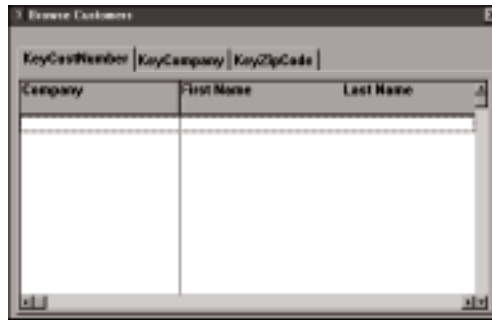 Browse Customers
KeyCustNumber KeyCompany KeyZipCode
Company First Name Last Name